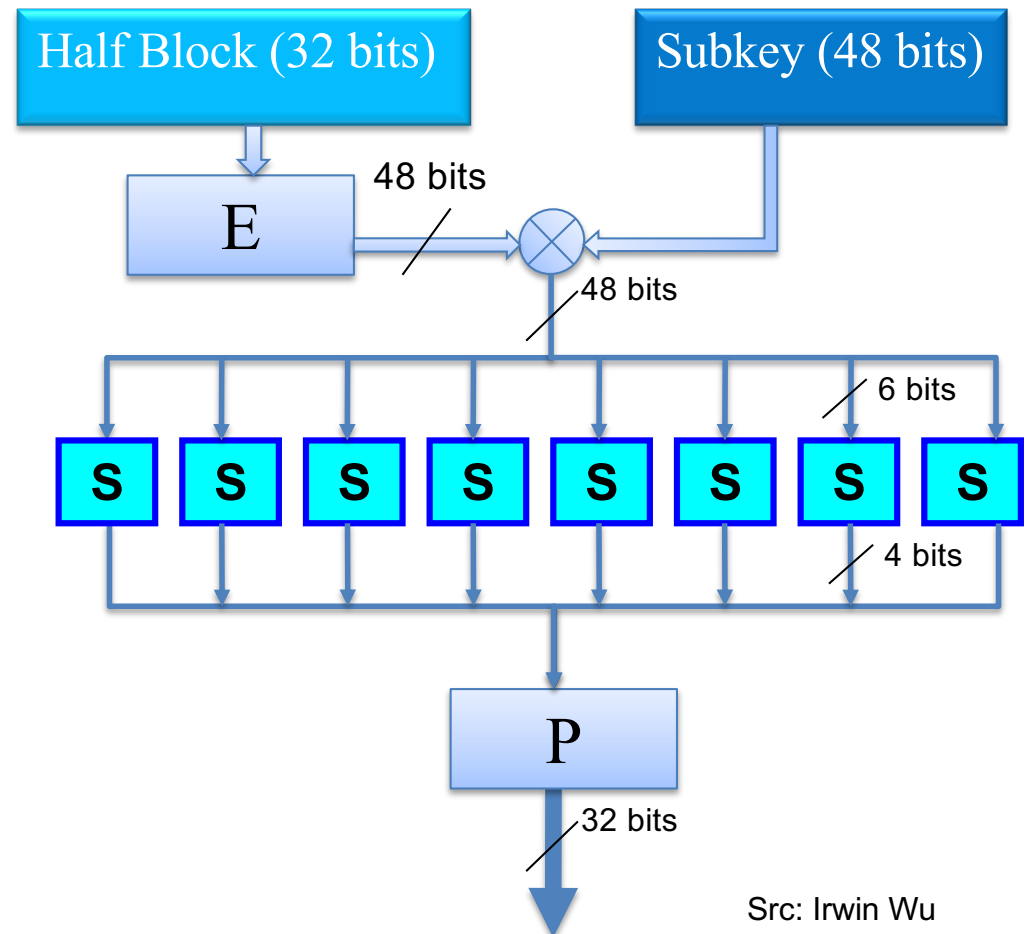 Half Block (32 bits)
Subkey (48 bits)
48 bits
E
48 bits
6 bits
S S S S S S S S
4 bits
P
32 bits
Src: Irwin Wu